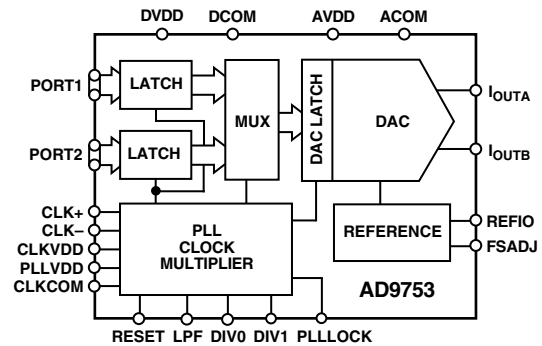 DVDD DCOM AVDD ACOM
PORT1
LATCH
PORT2
LATCH
MUX
DAC LATCH
DAC
IOUTA
IOUTB
CLK+
CLK–
CLKVDD
PLLVDD
CLKCOM
PLL
CLOCK
MULTIPLIER
REFERENCE
REFIO
FSADJ
AD9753
RESET LPF DIV0 DIV1 PLLLOCK